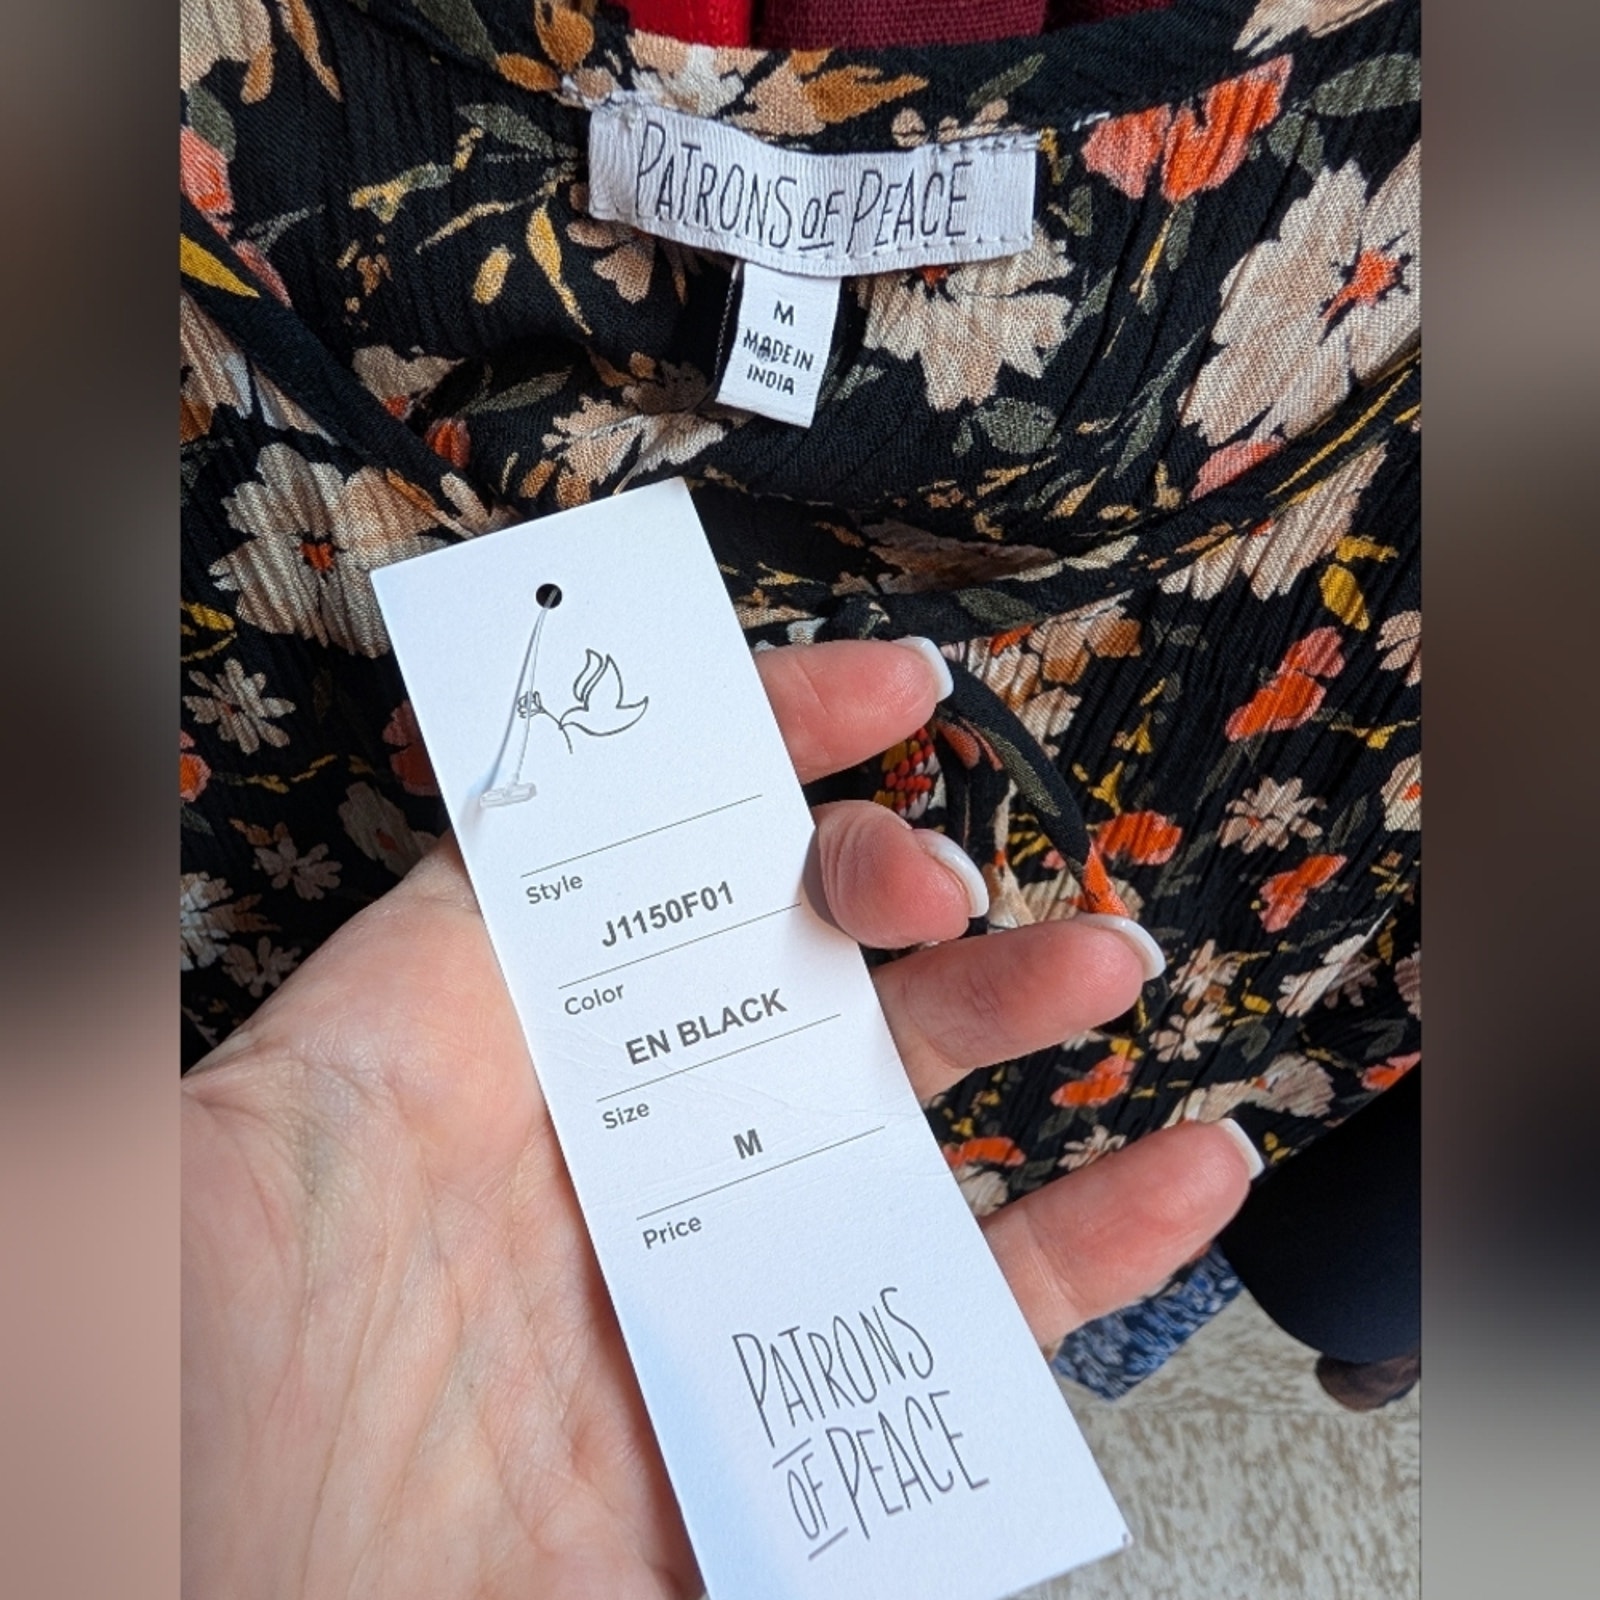 PATRONS OF PEACE
M
MADE IN
INDIA
Style
J1150F01
Color
EN BLACK
Size
M
Price
PATRONS
OF PEACE